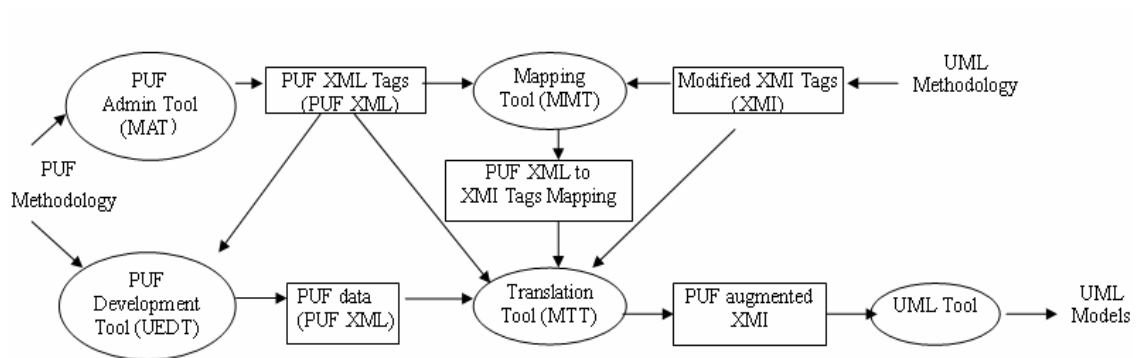 PUF
Admin Tool
(MAT)
PUF XML Tags
(PUF XML)
Mapping
Tool (MMT)
Modified XMI Tags
(XMI)
UML
Methodology
PUF
Methodology
PUF XML to
XMI Tags Mapping
PUF
Development
Tool (UEDT)
PUF data
(PUF XML)
Translation
Tool (MTT)
PUF augmented
XMI
UML Tool
UML
Models